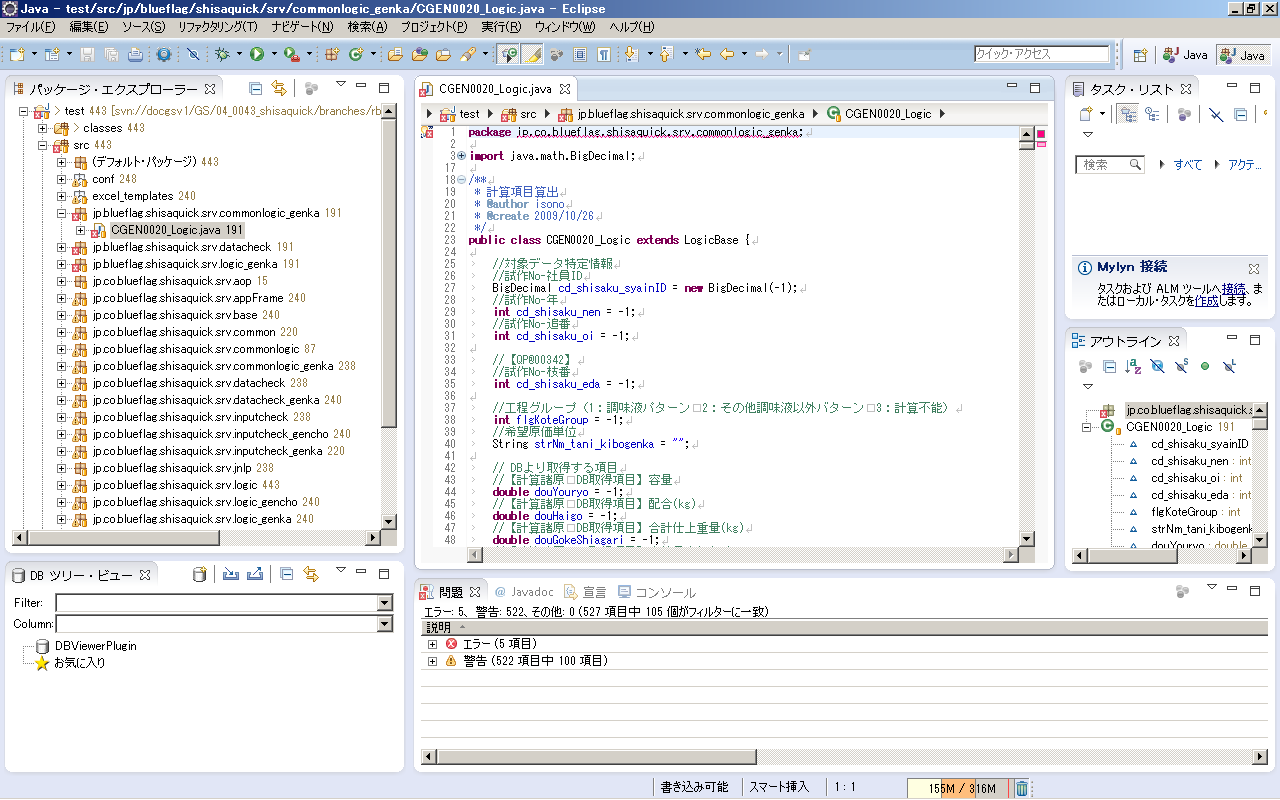 Java - test/src/jp/blueflag/shisaquick/srv/commonlogic_genka/CGEN0020_Logic.java - Eclipse
ファイル(F) 編集(E) ソース(S) リファクタリング(T) ナビゲート(N) 検索(A) プロジェクト(P) 実行(R) ウィンドウ(W) ヘルプ(H)
クイック・アクセス
Java
Java
パッケージ・エクスプローラー
test 443 [svn://docgsv1/GS/04_0043_shisaquick/branches/rb
classes 443
src 443
(デフォルト・パッケージ) 443
conf 248
excel_templates 240
jp.blueflag.shisaquick.srv.commonlogic_genka 191
CGEN0020_Logic.java 191
jp.blueflag.shisaquick.srv.datacheck 191
jp.blueflag.shisaquick.srv.logic_genka 191
jp.co.blueflag.shisaquick.srv.aop 15
jp.co.blueflag.shisaquick.srv.appFrame 240
jp.co.blueflag.shisaquick.srv.base 240
jp.co.blueflag.shisaquick.srv.common 220
jp.co.blueflag.shisaquick.srv.commonlogic 87
jp.co.blueflag.shisaquick.srv.commonlogic_genka 238
jp.co.blueflag.shisaquick.srv.datacheck 238
jp.co.blueflag.shisaquick.srv.datacheck_genka 240
jp.co.blueflag.shisaquick.srv.inputcheck 238
jp.co.blueflag.shisaquick.srv.inputcheck_gencho 240
jp.co.blueflag.shisaquick.srv.inputcheck_genka 220
jp.co.blueflag.shisaquick.srv.jnlp 238
jp.co.blueflag.shisaquick.srv.logic 443
jp.co.blueflag.shisaquick.srv.logic_gencho 240
jp.co.blueflag.shisaquick.srv.logic_genka 240
DB ツリー・ビュー
Filter:
Column:
DBViewerPlugin
お気に入り
CGEN0020_Logic.java
test src jp.blueflag.shisaquick.srv.commonlogic_genka CGEN0020_Logic
1 package jp.co.blueflag.shisaquick.srv.commonlogic_genka;
2
3 import java.math.BigDecimal;
17
18 /**
19 * 計算項目算出
20 * @author isono
21 * @create 2009/10/26
22 */
23 public class CGEN0020_Logic extends LogicBase {
24
25 //対象データ特定情報
26 //試作No-社員ID
27 BigDecimal cd_shisaku_syainID = new BigDecimal(-1);
28 //試作No-年
29 int cd_shisaku_nen = -1;
30 //試作No-追番
31 int cd_shisaku_oi = -1;
32
33 //【QP@00342】
34 //試作No-枝番
35 int cd_shisaku_eda = -1;
36
37 //工程グループ（1：調味液パターン□2：その他調味液以外パターン□3：計算不能）
38 int flgKoteGroup = -1;
39 //希望原価単位
40 String strNm_tani_kibogenka = "";
41
42 // DBより取得する項目
43 //【計算諸原□DB取得項目】容量
44 double douYouryo = -1;
45 //【計算諸原□DB取得項目】配合(kg)
46 double douHaigo = -1;
47 //【計算諸原□DB取得項目】合計仕上重量(kg)
48 double douGokeShiagari = -1;
問題 @ Javadoc 宣言 コンソール
エラー: 5、警告: 522、その他: 0 (527 項目中 105 個がフィルターに一致)
説明
エラー (5 項目)
警告 (522 項目中 100 項目)
タスク・リスト
検索 すべて アクテ...
Mylyn 接続
タスクおよび ALM ツールへ接続、ま
たはローカル・タスクを作成します。
アウトライン
jp.co.blueflag.shisaquick.s
CGEN0020_Logic 191
cd_shisaku_syainID
cd_shisaku_nen : int
cd_shisaku_oi : int
cd_shisaku_eda : int
flgKoteGroup : int
strNm_tani_kibogenk
douYouryo : double
書き込み可能 スマート挿入 1 : 1 155M / 316M